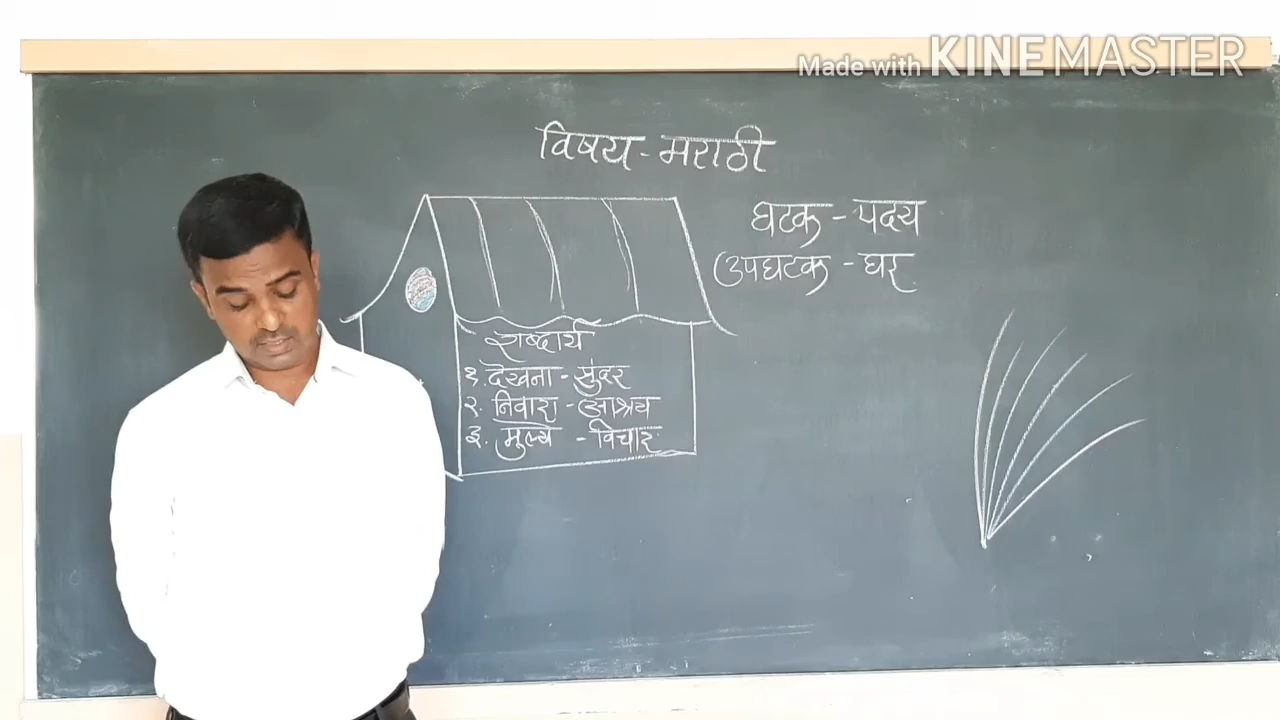 Made with KINEMASTER
विषय - मराठी
घटक - पद्य
उपघटक - घर.
शब्दार्थ
१. देखना - सुंदर
२. निवारा - आश्रय
३. मुल्य - विचार.